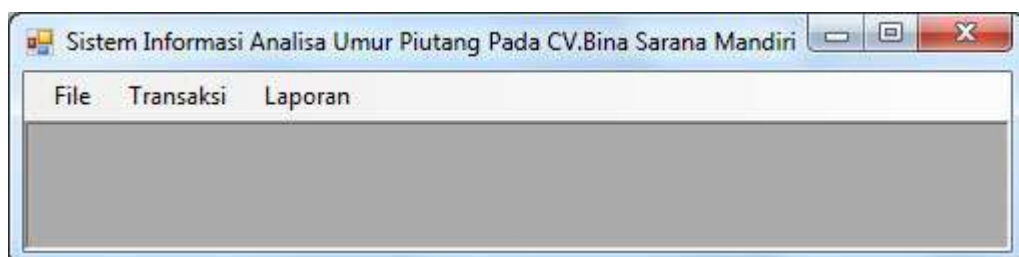 Sistem Informasi Analisa Umur Piutang Pada CV.Bina Sarana Mandiri
File Transaksi Laporan